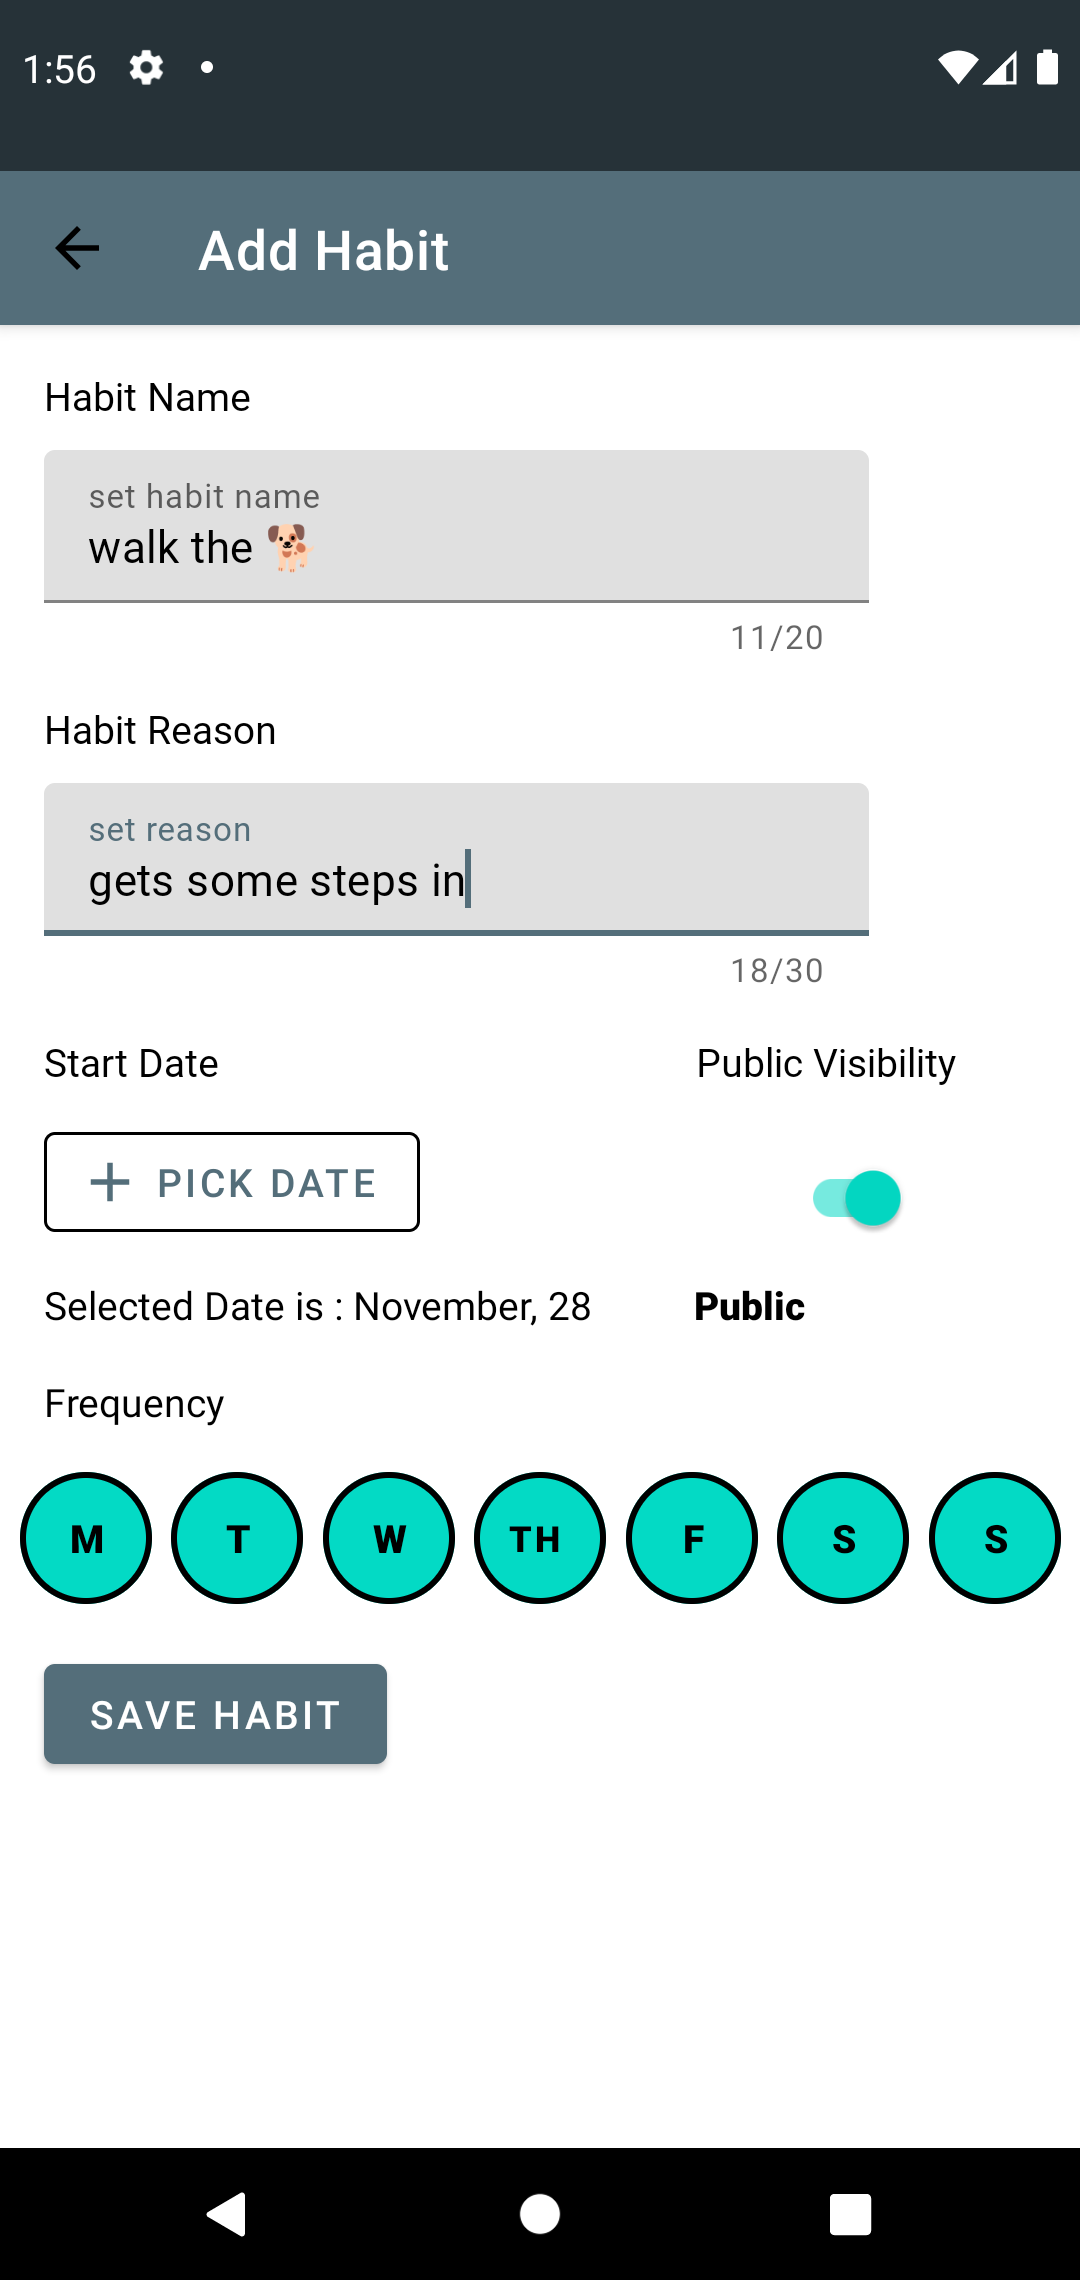 1:56
Add Habit
Habit Name
set habit name
walk the 🐕
11/20
Habit Reason
set reason
gets some steps in
18/30
Start Date Public Visibility
PICK DATE
Selected Date is : November, 28 Public
Frequency
M T W TH F S S
SAVE HABIT